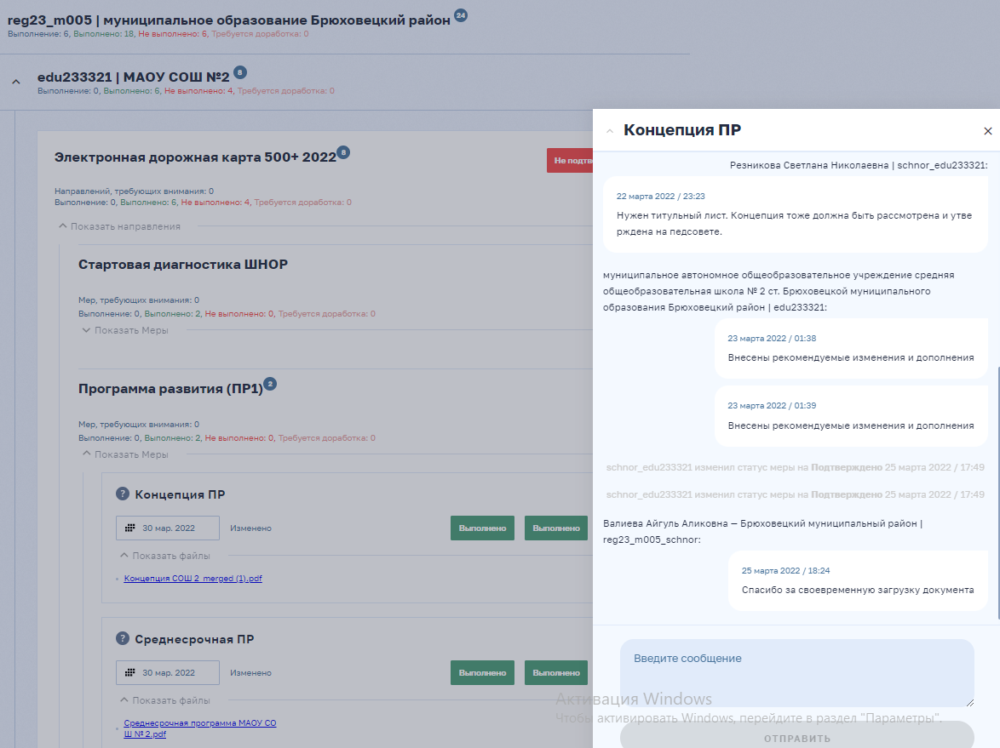 reg23_m005 | муниципальное образование Брюховецкий район 24
Выполнение: 6, Выполнено: 18, Не выполнено: 6, Требуется доработка: 0
edu233321 | МАОУ СОШ №2 8
Выполнение: 0, Выполнено: 6, Не выполнено: 4, Требуется доработка: 0
Электронная дорожная карта 500+ 2022 8
Не подтв
Направлений, требующих внимания: 0
Выполнение: 0, Выполнено: 6, Не выполнено: 4, Требуется доработка: 0
Показать направления
Стартовая диагностика ШНОР
Мер, требующих внимания: 0
Выполнение: 0, Выполнено: 2, Не выполнено: 0, Требуется доработка: 0
Показать Меры
Программа развития (ПР1) 2
Мер, требующих внимания: 0
Выполнение: 0, Выполнено: 2, Не выполнено: 0, Требуется доработка: 0
Показать Меры
? Концепция ПР
30 мар. 2022 Изменено Выполнено Выполнено
Показать файлы
Концепция СОШ 2_merged (1).pdf
? Среднесрочная ПР
30 мар. 2022 Изменено Выполнено Выполнено
Показать файлы
Среднесрочная программа МАОУ СО
Ш № 2.pdf
Концепция ПР
Резникова Светлана Николаевна | schnor_edu233321:
22 марта 2022 / 23:23
Нужен титульный лист. Концепция тоже должна быть рассмотрена и утве
рждена на педсовете.
муниципальное автономное общеобразовательное учреждение средняя
общеобразовательная школа № 2 ст. Брюховецкой муниципального
образования Брюховецкий район | edu233321:
23 марта 2022 / 01:38
Внесены рекомендуемые изменения и дополнения
23 марта 2022 / 01:39
Внесены рекомендуемые изменения и дополнения
schnor_edu233321 изменил статус меры на Подтверждено 25 марта 2022 / 17:49
schnor_edu233321 изменил статус меры на Подтверждено 25 марта 2022 / 17:49
Валиева Айгуль Аликовна — Брюховецкий муниципальный район |
reg23_m005_schnor:
25 марта 2022 / 18:24
Спасибо за своевременную загрузку документа
Введите сообщение
Активация Windows
Чтобы активировать Windows, перейдите в раздел "Параметры".
ОТПРАВИТЬ